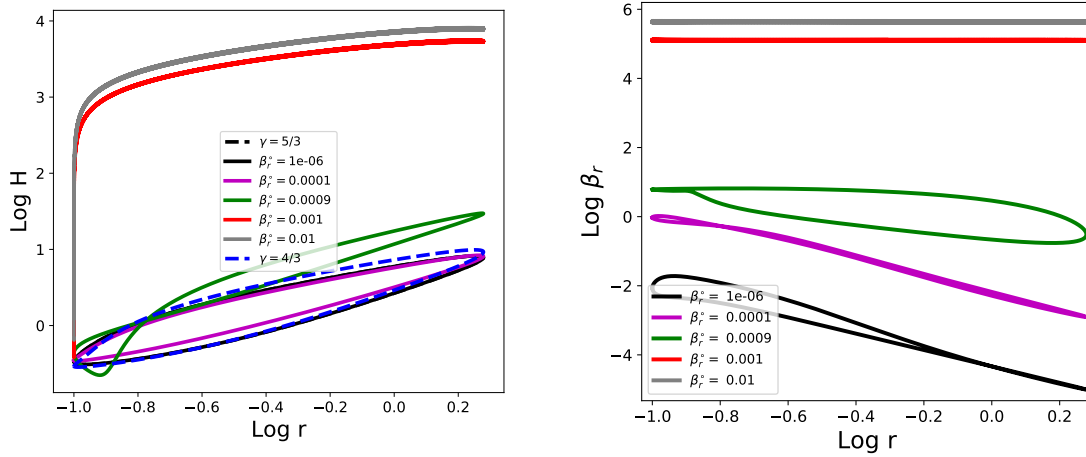 4
3
2
1
0
Log H
γ = 5/3
β_r° = 1e-06
β_r° = 0.0001
β_r° = 0.0009
β_r° = 0.001
β_r° = 0.01
γ = 4/3
−1.0 −0.8 −0.6 −0.4 −0.2 0.0 0.2
Log r
6
4
2
0
−2
−4
Log β_r
β_r° = 1e-06
β_r° = 0.0001
β_r° = 0.0009
β_r° = 0.001
β_r° = 0.01
−1.0 −0.8 −0.6 −0.4 −0.2 0.0 0.2
Log r